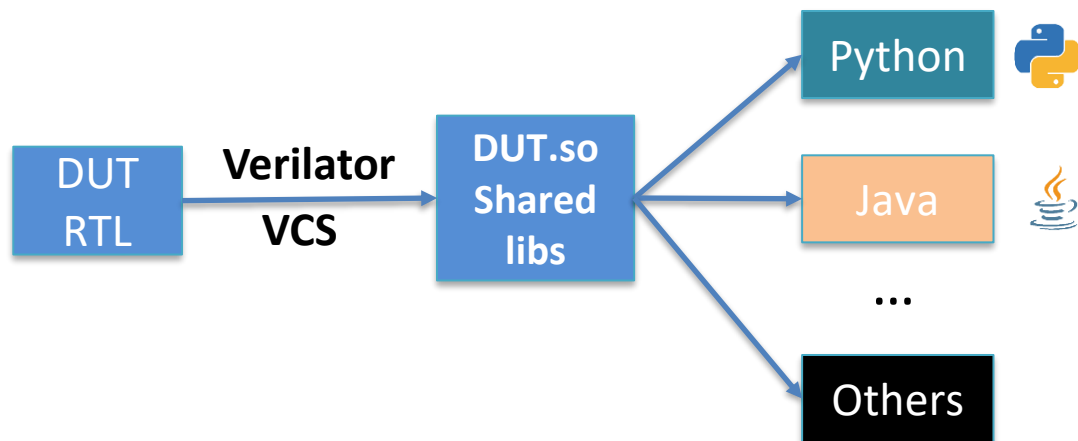 DUT
RTL
Verilator
VCS
DUT.so
Shared
libs
Python
Java
...
Others